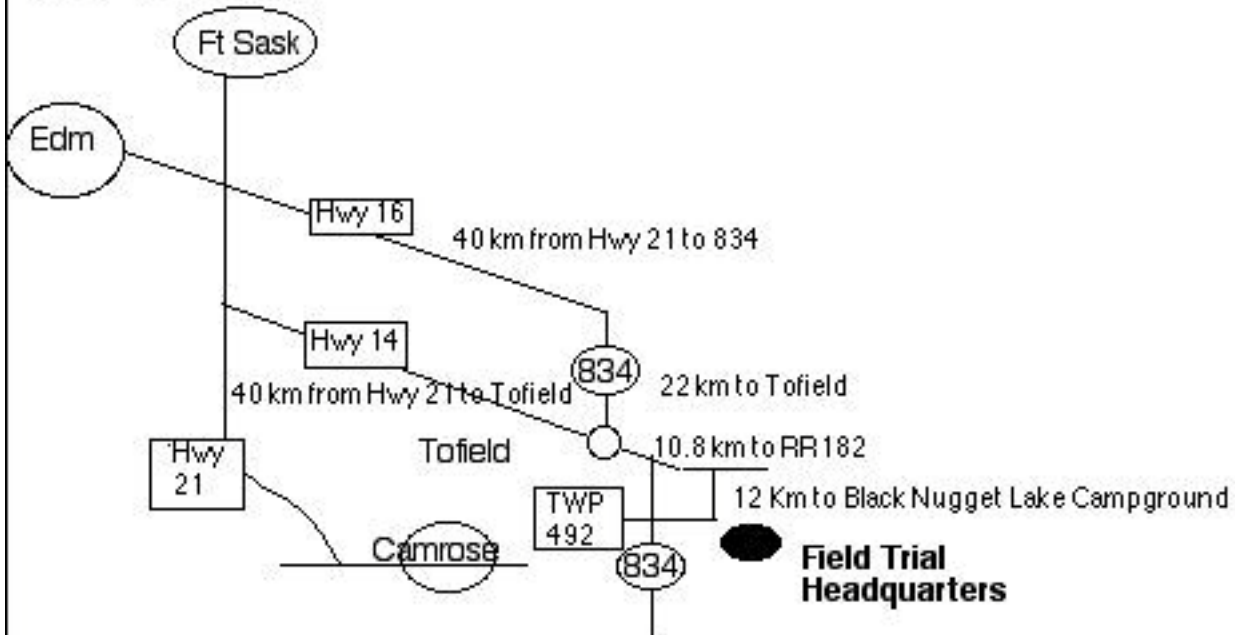 Ft Sask
Edm
Hwy 16
40 km from Hwy 21 to 834
Hwy 14
834
40 km from Hwy 21 to Tofield
22 km to Tofield
Tofield
10.8 km to RR 182
Hwy
21
12 Km to Black Nugget Lake Campground
TWP
492
Camrose
834
Field Trial
Headquarters